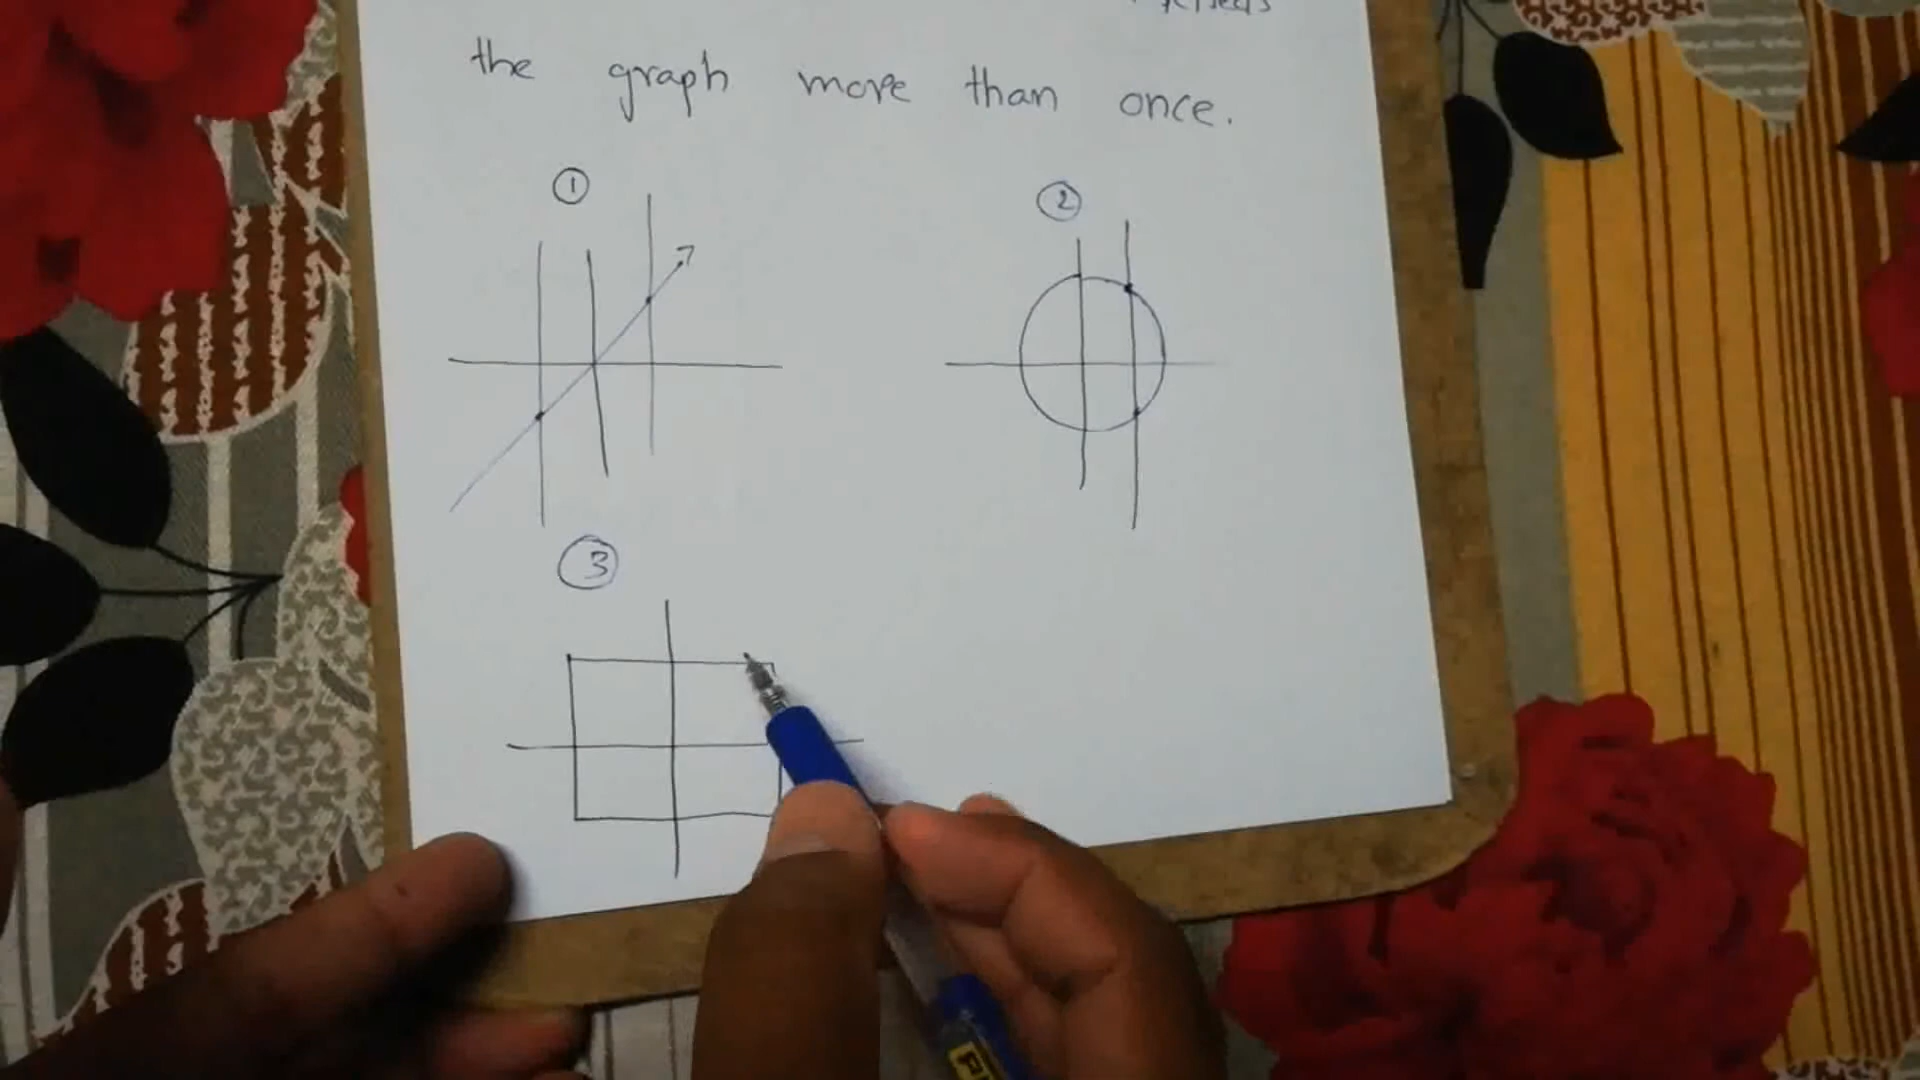 the graph more than once.
①
②
③